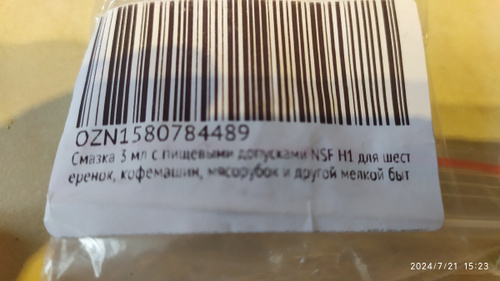 OZN1580784489
Смазка 3 мл с пищевыми допусками NSF H1 для шест
еренок, кофемашин, мясорубок и другой мелкой быт
2024/7/21 15:23